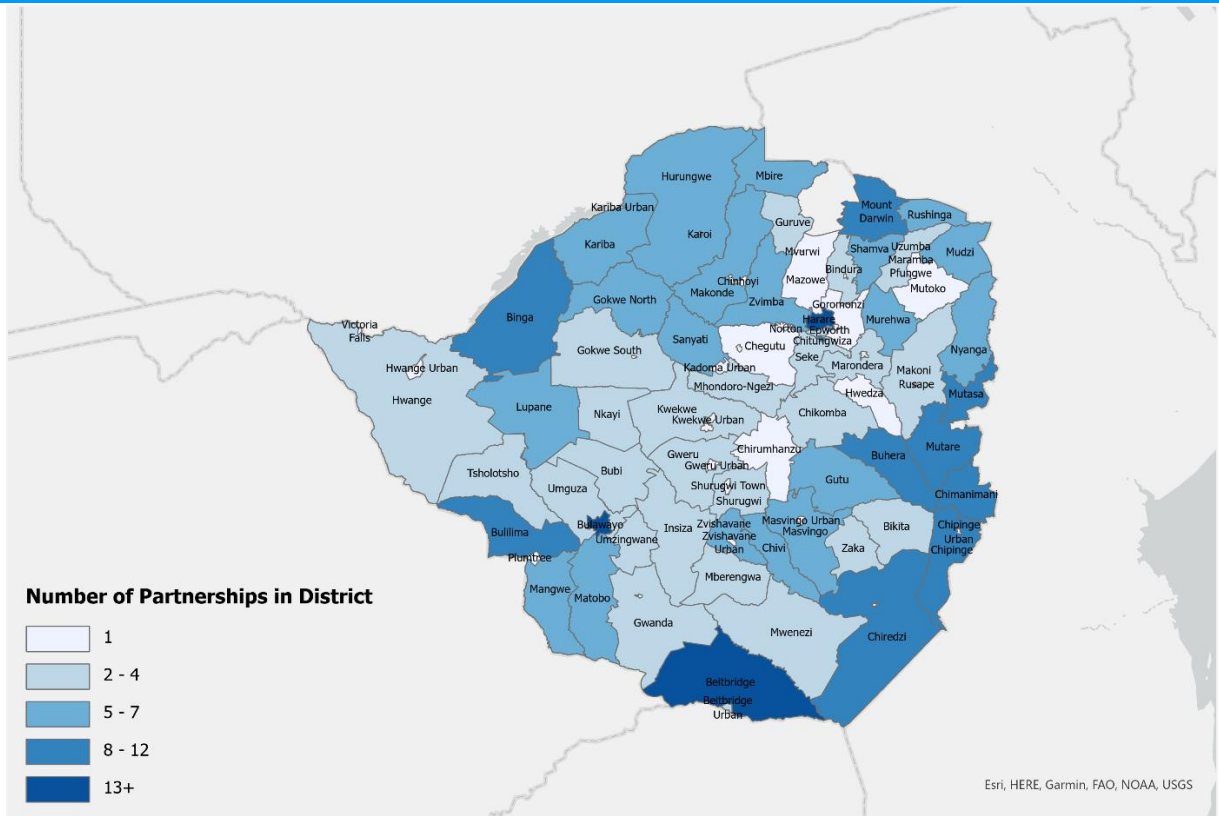 Hurungwe
Mbire
Kariba Urban
Guruve
Mount
Darwin
Rushinga
Karoi
Kariba
Mvurwi
Shamva
Uzumba
Maramba
Pfungwe
Mudzi
Bindura
Chinhoyi
Mazowe
Mutoko
Makonde
Gokwe North
Zvimba
Goromonzi
Binga
Harare
Murehwa
Victoria
Falls
Norton
Epworth
Chitungwiza
Sanyati
Chegutu
Nyanga
Gokwe South
Seke
Marondera
Hwange Urban
Kadoma Urban
Makoni
Rusape
Mhondoro-Ngezi
Hwedza
Mutasa
Hwange
Lupane
Nkayi
Kwekwe
Kwekwe Urban
Chikomba
Chirumhanzu
Buhera
Mutare
Gweru
Gweru Urban
Tsholotsho
Bubi
Umguza
Shurugwi Town
Shurugwi
Gutu
Chimanimani
Bulawayo
Insiza
Zvishavane
Zvishavane
Urban
Masvingo Urban
Masvingo
Bikita
Chipinge
Urban
Chipinge
Bulilima
Umzingwane
Chivi
Zaka
Plumtree
Mangwe
Matobo
Mberengwa
Gwanda
Mwenezi
Chiredzi
Beitbridge
Beitbridge
Urban
Number of Partnerships in District
1
2 - 4
5 - 7
8 - 12
13+
Esri, HERE, Garmin, FAO, NOAA, USGS